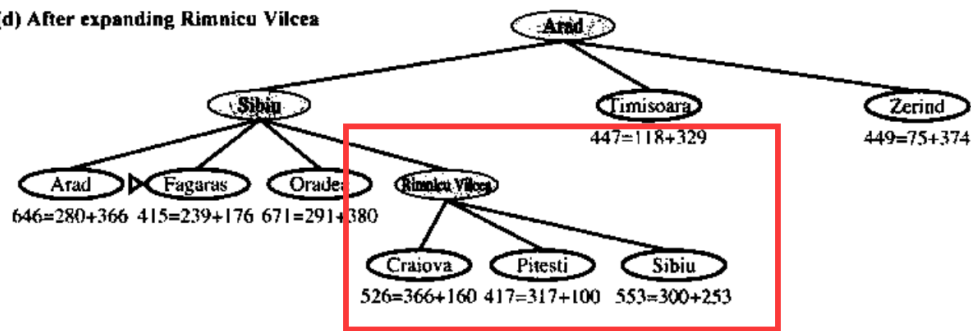 (d) After expanding Rimnicu Vilcea
Arad
Sibiu
Timisoara
Zerind
447=118+329
449=75+374
Arad
Fagaras
Oradea
Rimnicu Vilcea
646=280+366
415=239+176
671=291+380
Craiova
Pitesti
Sibiu
526=366+160
417=317+100
553=300+253